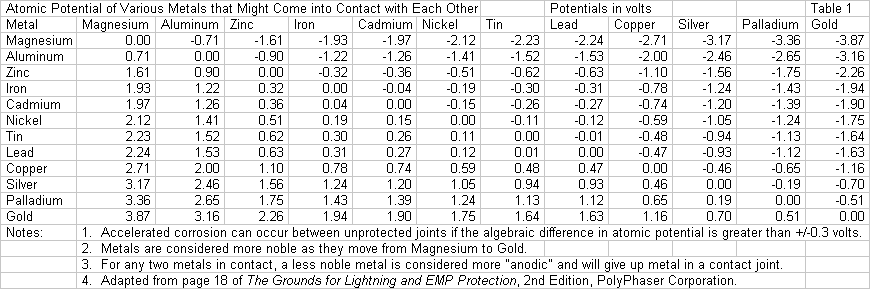 Atomic Potential of Various Metals that Might Come into Contact with Each Other Potentials in volts Table 1
Metal Magnesium Aluminum Zinc Iron Cadmium Nickel Tin Lead Copper Silver Palladium Gold
Magnesium 0.00 -0.71 -1.61 -1.93 -1.97 -2.12 -2.23 -2.24 -2.71 -3.17 -3.36 -3.87
Aluminum 0.71 0.00 -0.90 -1.22 -1.26 -1.41 -1.52 -1.53 -2.00 -2.46 -2.65 -3.16
Zinc 1.61 0.90 0.00 -0.32 -0.36 -0.51 -0.62 -0.63 -1.10 -1.56 -1.75 -2.26
Iron 1.93 1.22 0.32 0.00 -0.04 -0.19 -0.30 -0.31 -0.78 -1.24 -1.43 -1.94
Cadmium 1.97 1.26 0.36 0.04 0.00 -0.15 -0.26 -0.27 -0.74 -1.20 -1.39 -1.90
Nickel 2.12 1.41 0.51 0.19 0.15 0.00 -0.11 -0.12 -0.59 -1.05 -1.24 -1.75
Tin 2.23 1.52 0.62 0.30 0.26 0.11 0.00 -0.01 -0.48 -0.94 -1.13 -1.64
Lead 2.24 1.53 0.63 0.31 0.27 0.12 0.01 0.00 -0.47 -0.93 -1.12 -1.63
Copper 2.71 2.00 1.10 0.78 0.74 0.59 0.48 0.47 0.00 -0.46 -0.65 -1.16
Silver 3.17 2.46 1.56 1.24 1.20 1.05 0.94 0.93 0.46 0.00 -0.19 -0.70
Palladium 3.36 2.65 1.75 1.43 1.39 1.24 1.13 1.12 0.65 0.19 0.00 -0.51
Gold 3.87 3.16 2.26 1.94 1.90 1.75 1.64 1.63 1.16 0.70 0.51 0.00
Notes: 1. Accelerated corrosion can occur between unprotected joints if the algebraic difference in atomic potential is greater than +/-0.3 volts.
2. Metals are considered more noble as they move from Magnesium to Gold.
3. For any two metals in contact, a less noble metal is considered more "anodic" and will give up metal in a contact joint.
4. Adapted from page 18 of The Grounds for Lightning and EMP Protection, 2nd Edition, PolyPhaser Corporation.